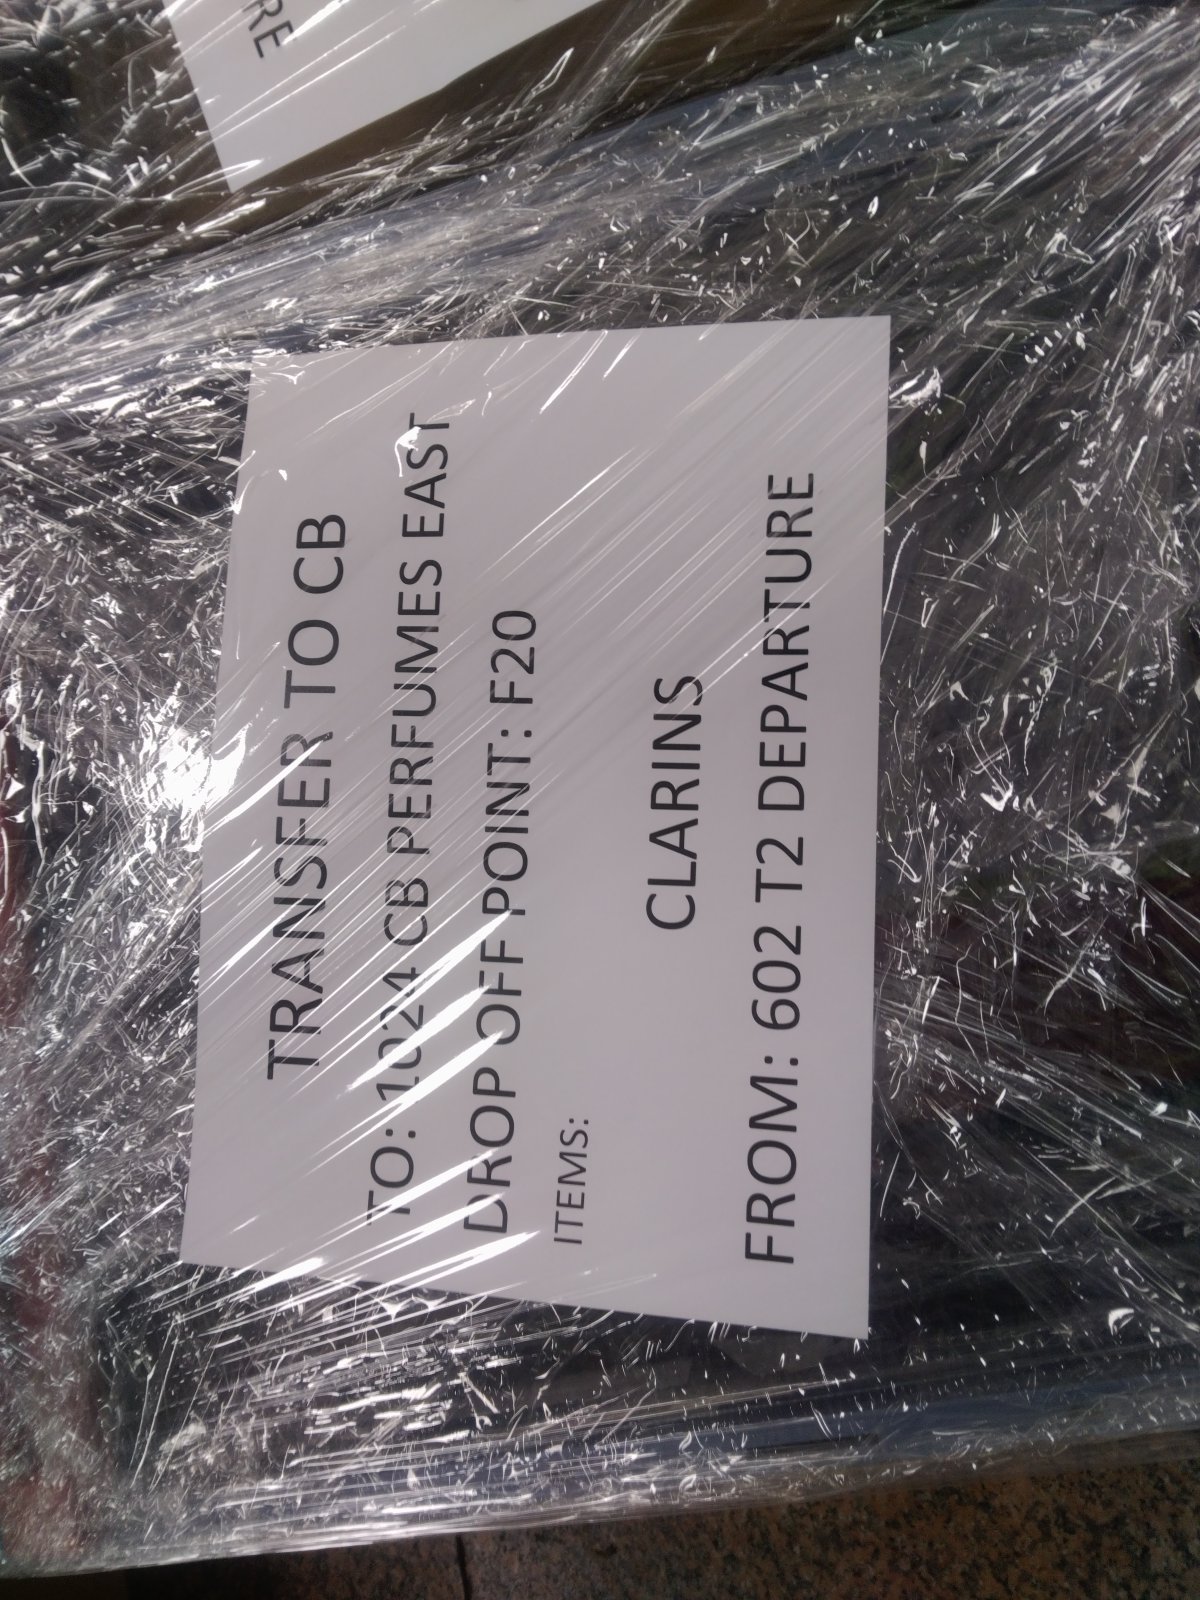 RE
TRANSFER TO CB
TO: 1024 CB PERFUMES EAST
DROP OFF POINT: F20
ITEMS:
CLARINS
FROM: 602 T2 DEPARTURE